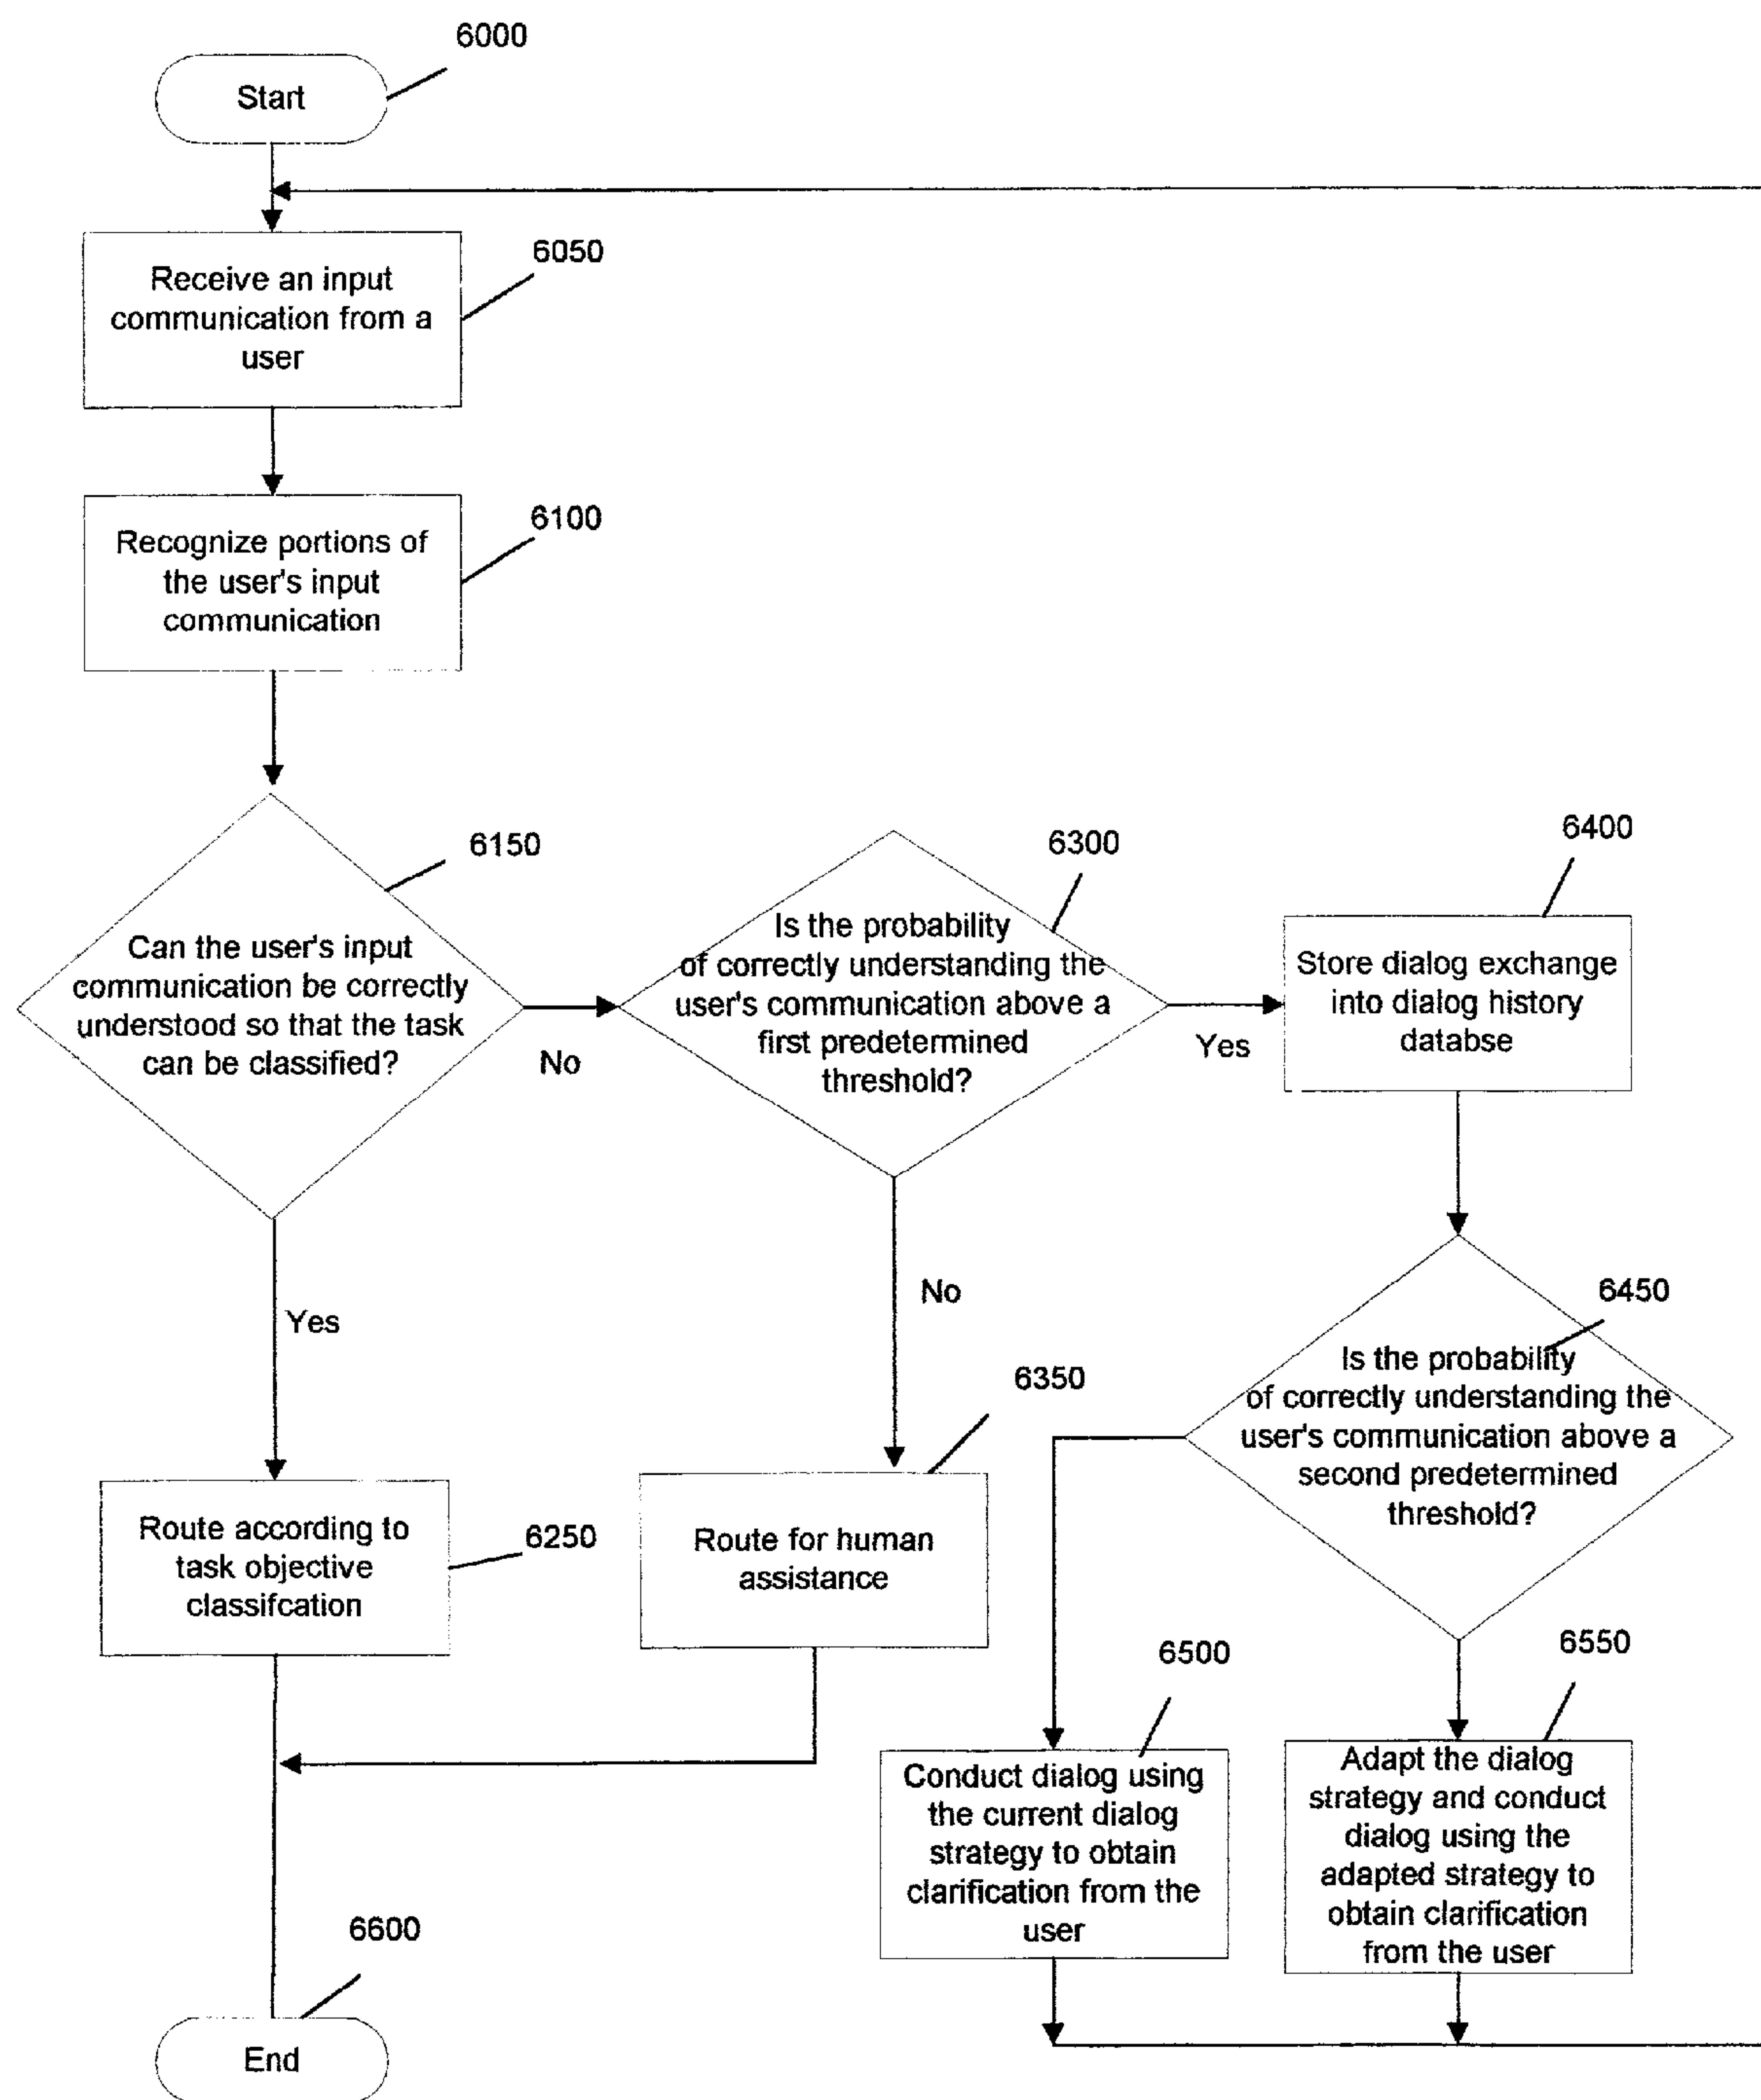 6000
Start
6050
Receive an input
communication from a
user
6100
Recognize portions of
the user's input
communication
6150
Can the user's input
communication be correctly
understood so that the task
can be classified?
No
Yes
6300
Is the probability
of correctly understanding the
user's communication above a
first predetermined
threshold?
Yes
No
6400
Store dialog exchange
into dialog history
databse
6450
Is the probability
of correctly understanding the
user's communication above a
second predetermined
threshold?
6250
Route according to
task objective
classifcation
6350
Route for human
assistance
6500
Conduct dialog using
the current dialog
strategy to obtain
clarification from the
user
6550
Adapt the dialog
strategy and conduct
dialog using the
adapted strategy to
obtain clarification
from the user
6600
End